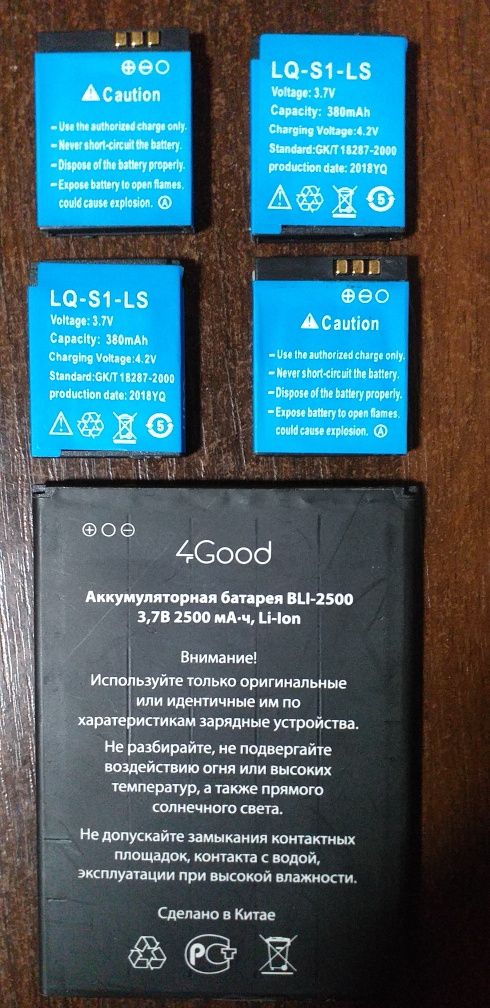 Caution
- Use the authorized charge only.
- Never short-circuit the battery.
- Dispose of the battery properly.
- Expose battery to open flames.
could cause explosion. Ⓐ
LQ-S1-LS
Voltage: 3.7V
Capacity: 380mAh
Charging Voltage:4.2V
Standard:GK/T 18287-2000
production date: 2018YQ
5
LQ-S1-LS
Voltage: 3.7V
Capacity: 380mAh
Charging Voltage:4.2V
Standard:GK/T 18287-2000
production date: 2018YQ
5
Caution
- Use the authorized charge only.
- Never short-circuit the battery.
- Dispose of the battery properly.
- Expose battery to open flames.
could cause explosion. Ⓐ
4Good
Аккумуляторная батарея BLI-2500
3,7В 2500 мА·ч, Li-Ion
Внимание!
Используйте только оригинальные
или идентичные им по
харатеристикам зарядные устройства.
Не разбирайте, не подвергайте
воздействию огня или высоких
температур, а также прямого
солнечного света.
Не допускайте замыкания контактных
площадок, контакта с водой,
эксплуатации при высокой влажности.
Сделано в Китае
РСТ